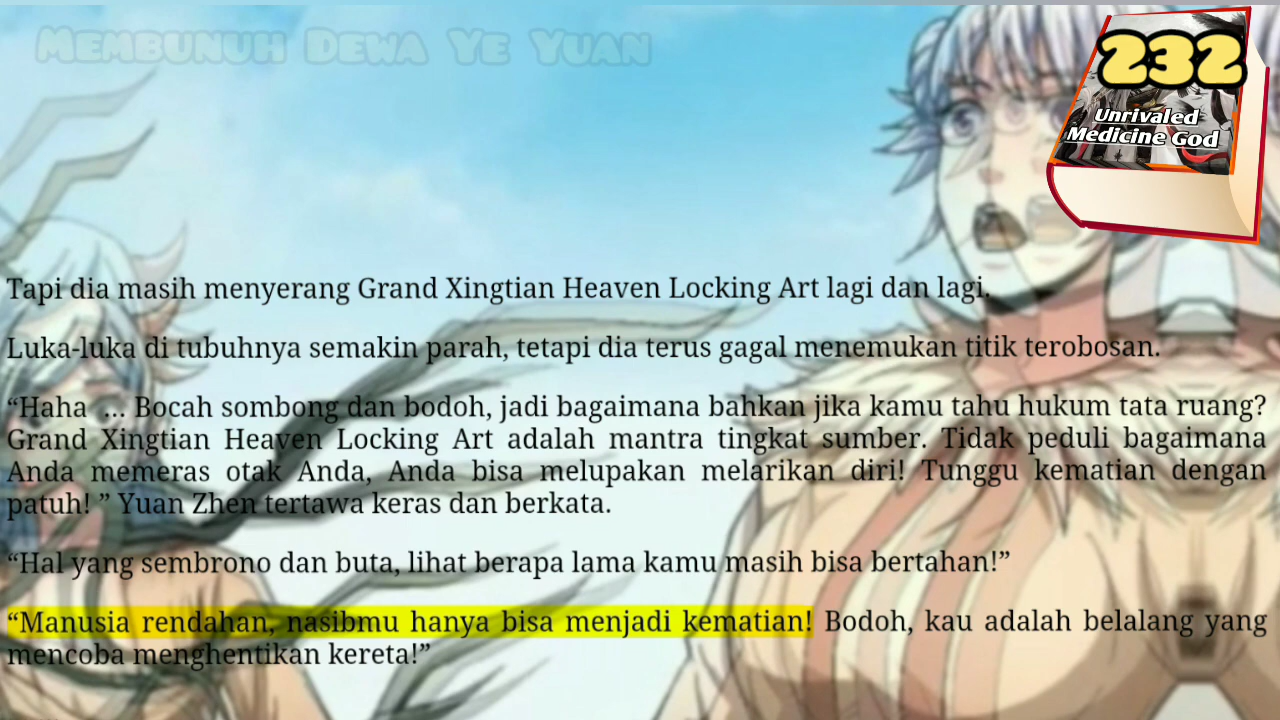 Membunuh Dewa Ye Yuan
232
Unrivaled
Medicine God
Tapi dia masih menyerang Grand Xingtian Heaven Locking Art lagi dan lagi.
Luka-luka di tubuhnya semakin parah, tetapi dia terus gagal menemukan titik terobosan.
“Haha ... Bocah sombong dan bodoh, jadi bagaimana bahkan jika kamu tahu hukum tata ruang?
Grand Xingtian Heaven Locking Art adalah mantra tingkat sumber. Tidak peduli bagaimana
Anda memeras otak Anda, Anda bisa melupakan melarikan diri! Tunggu kematian dengan
patuh! ” Yuan Zhen tertawa keras dan berkata.
“Hal yang sembrono dan buta, lihat berapa lama kamu masih bisa bertahan!”
“Manusia rendahan, nasibmu hanya bisa menjadi kematian! Bodoh, kau adalah belalang yang
mencoba menghentikan kereta!”